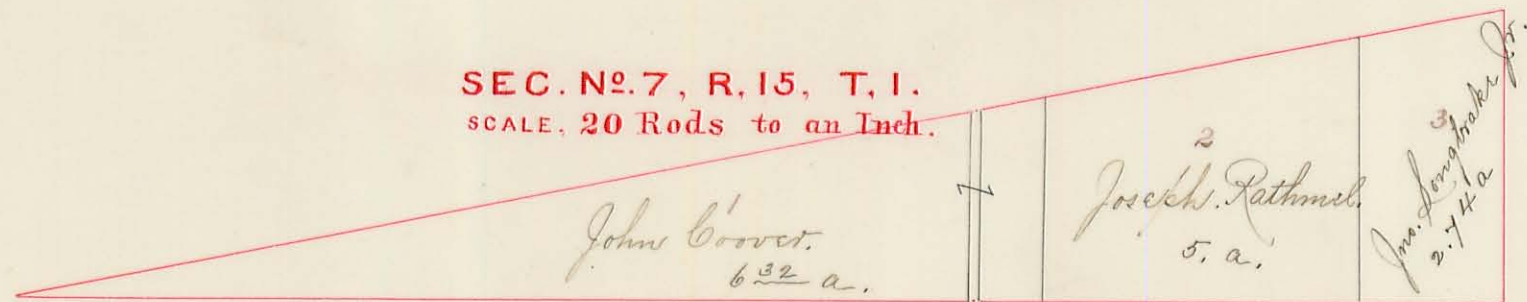 SEC. Nº. 7, R. 15, T. 1.
SCALE, 20 Rods to an Inch.
1
John Coover.
6 32 a.
2
Joseph. Rathmel.
5. a.
3
Jno. Longbrake Jr.
2.74 a